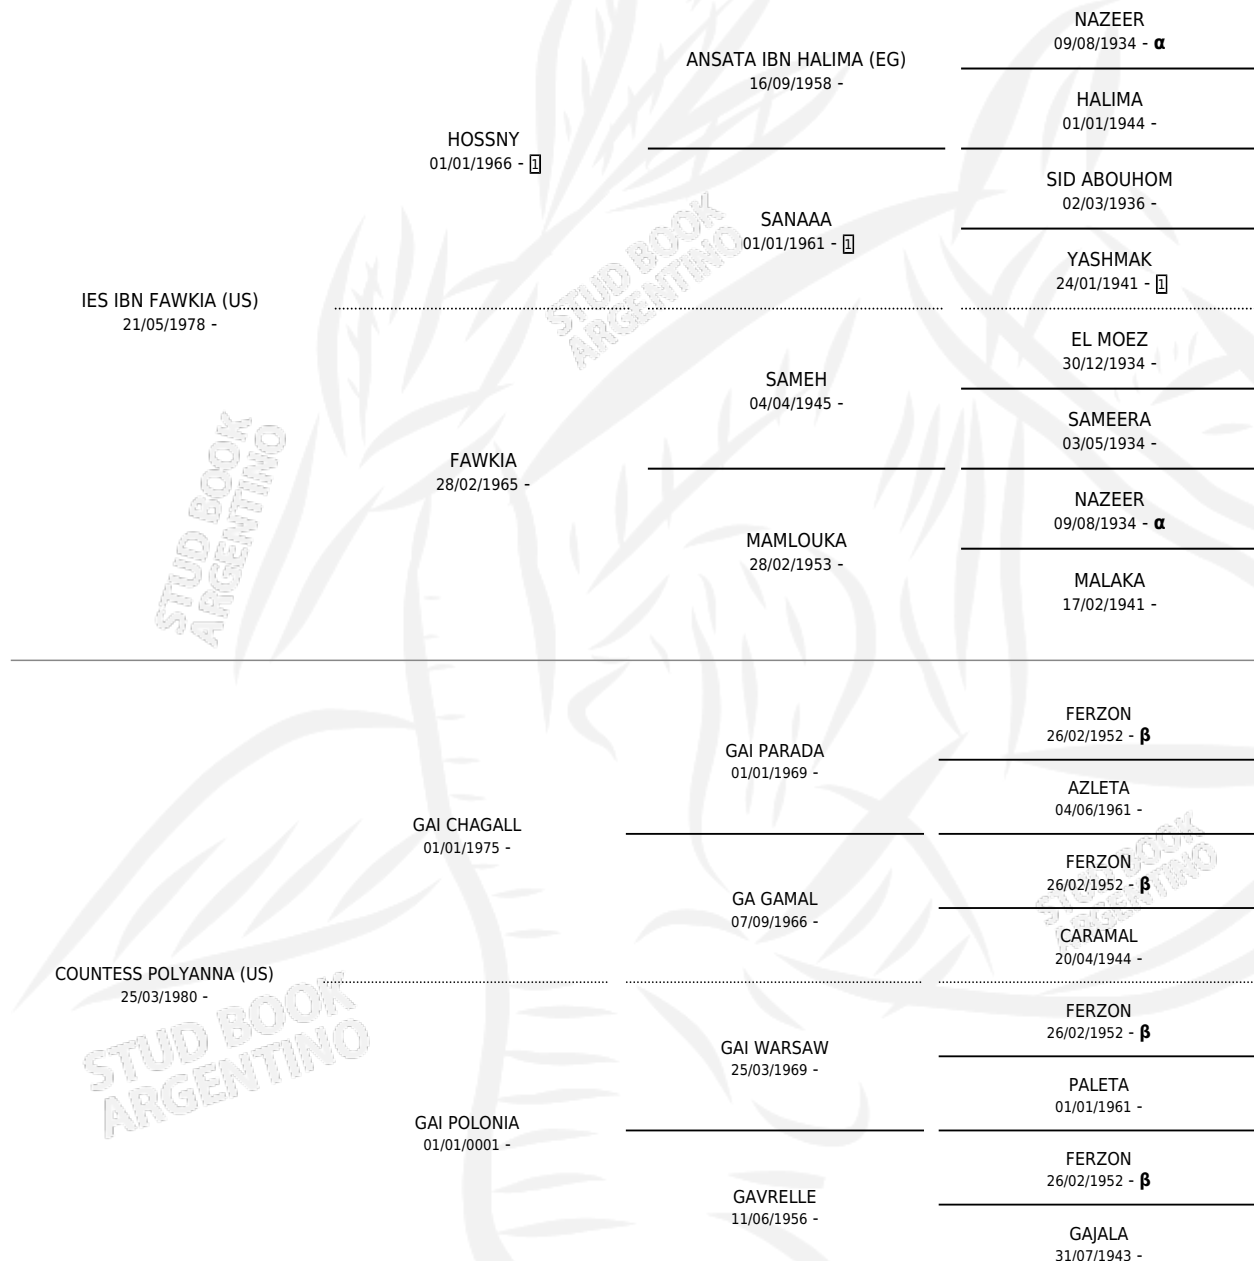 NAZEER
09/08/1934 - α
ANSATA IBN HALIMA (EG)
16/09/1958 -
HALIMA
01/01/1944 -
HOSSNY
01/01/1966 - 1
SID ABOUHOM
02/03/1936 -
SANAAA
01/01/1961 - 1
YASHMAK
24/01/1941 - 1
IES IBN FAWKIA (US)
21/05/1978 -
EL MOEZ
30/12/1934 -
SAMEH
04/04/1945 -
SAMEERA
03/05/1934 -
FAWKIA
28/02/1965 -
NAZEER
09/08/1934 - α
MAMLOUKA
28/02/1953 -
MALAKA
17/02/1941 -
FERZON
26/02/1952 - β
GAI PARADA
01/01/1969 -
AZLETA
04/06/1961 -
GAI CHAGALL
01/01/1975 -
FERZON
26/02/1952 - β
GA GAMAL
07/09/1966 -
CARAMAL
20/04/1944 -
COUNTESS POLYANNA (US)
25/03/1980 -
FERZON
26/02/1952 - β
GAI WARSAW
25/03/1969 -
PALETA
01/01/1961 -
GAI POLONIA
01/01/0001 -
FERZON
26/02/1952 - β
GAVRELLE
11/06/1956 -
GAJALA
31/07/1943 -
STUD BOOK
ARGENTINO
STUD BOOK
ARGENTINO
STUD BOOK
ARGENTINO
STUD BOOK
ARGENTINO